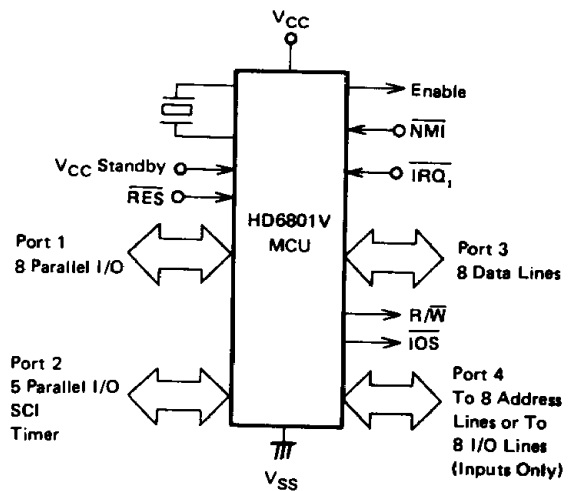 VCC
Enable
NMI
VCC Standby
IRQ1
RES
HD6801V
MCU
Port 1
8 Parallel I/O
Port 3
8 Data Lines
R/W
IOS
Port 2
5 Parallel I/O
SCI
Timer
Port 4
To 8 Address
Lines or To
8 I/O Lines
(Inputs Only)
VSS